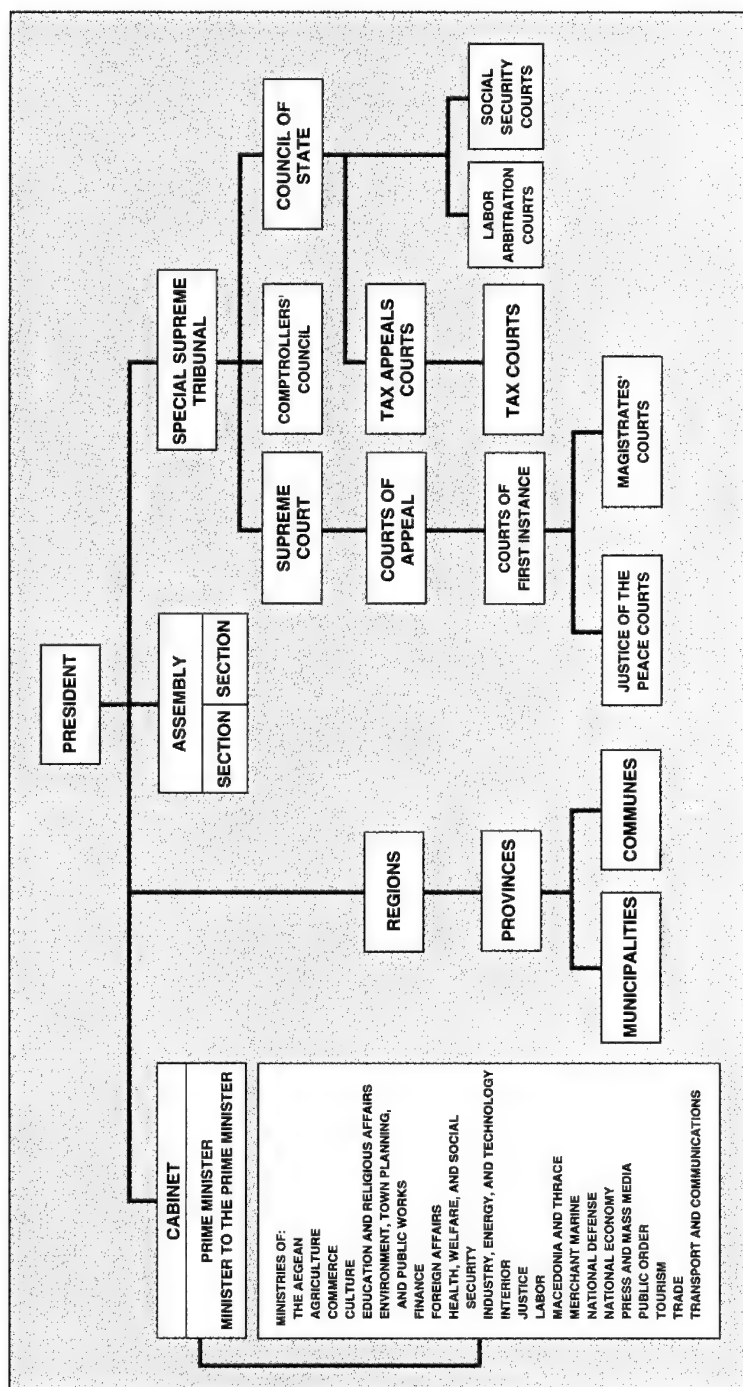 PRESIDENT
CABINET
PRIME MINISTER
MINISTER TO THE PRIME MINISTER
MINISTRIES OF:
THE AEGEAN
AGRICULTURE
COMMERCE
CULTURE
EDUCATION AND RELIGIOUS AFFAIRS
ENVIRONMENT, TOWN PLANNING,
AND PUBLIC WORKS
FINANCE
FOREIGN AFFAIRS
HEALTH, WELFARE, AND SOCIAL
SECURITY
INDUSTRY, ENERGY, AND TECHNOLOGY
INTERIOR
JUSTICE
LABOR
MACEDONIA AND THRACE
MERCHANT MARINE
NATIONAL DEFENSE
NATIONAL ECONOMY
PRESS AND MASS MEDIA
PUBLIC ORDER
TOURISM
TRADE
TRANSPORT AND COMMUNICATIONS
REGIONS
PROVINCES
MUNICIPALITIES
COMMUNES
ASSEMBLY
SECTION
SECTION
SPECIAL SUPREME
TRIBUNAL
SUPREME
COURT
COMPTROLLERS'
COUNCIL
COUNCIL OF
STATE
COURTS OF
APPEAL
TAX APPEALS
COURTS
COURTS OF
FIRST INSTANCE
TAX COURTS
LABOR
ARBITRATION
COURTS
SOCIAL
SECURITY
COURTS
JUSTICE OF THE
PEACE COURTS
MAGISTRATES'
COURTS